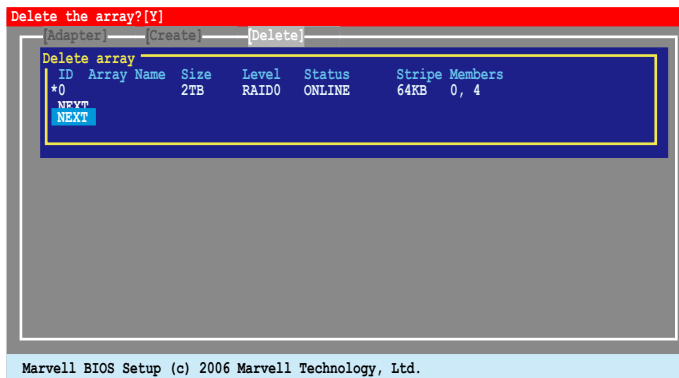 Delete the array?[Y]
[Adapter] [Create] [Delete]
Delete array
ID Array Name Size Level Status Stripe Members
*0 2TB RAID0 ONLINE 64KB 0, 4
NEXT
NEXT
Marvell BIOS Setup (c) 2006 Marvell Technology, Ltd.